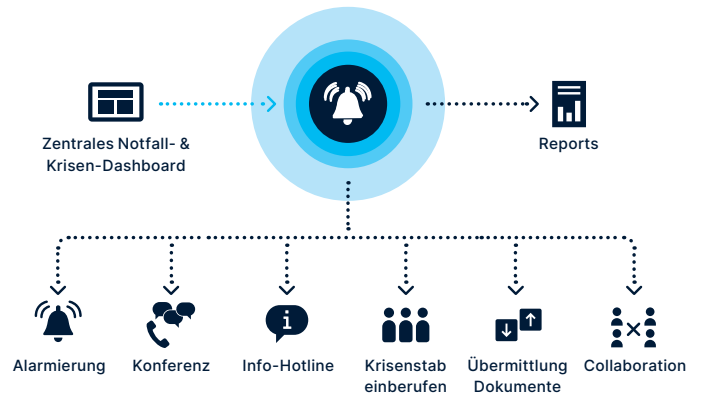 Zentrales Notfall- &
Krisen-Dashboard
Reports
Alarmierung
Konferenz
Info-Hotline
Krisenstab
einberufen
Übermittlung
Dokumente
Collaboration